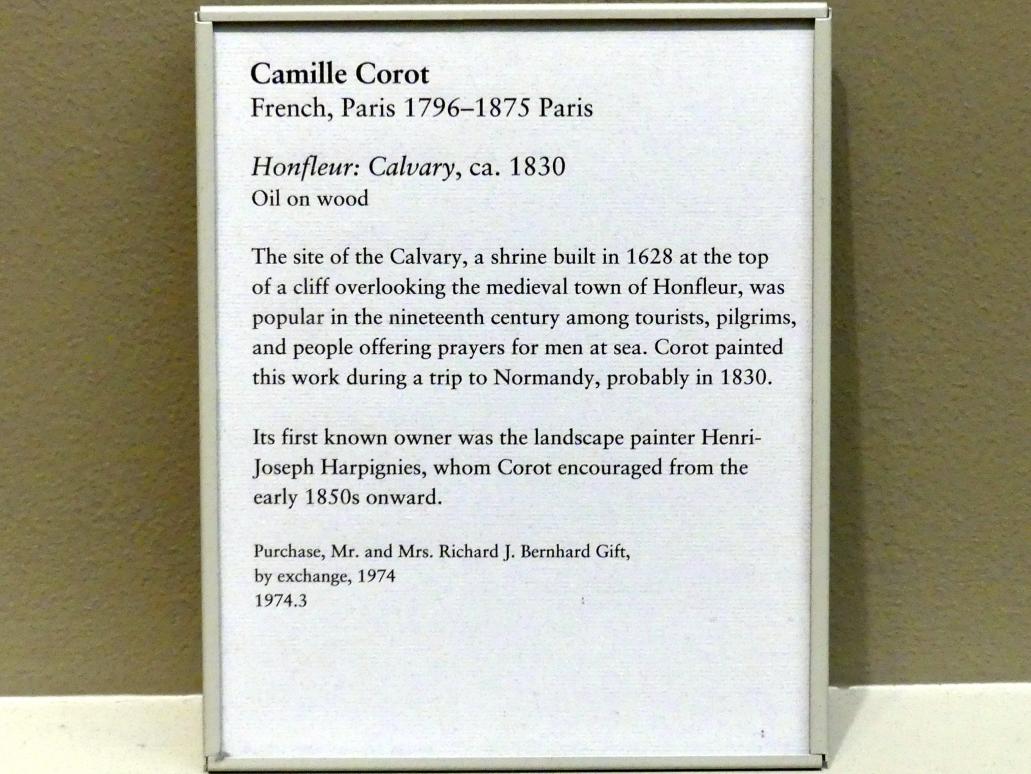 Camille Corot
French, Paris 1796–1875 Paris
Honfleur: Calvary, ca. 1830
Oil on wood
The site of the Calvary, a shrine built in 1628 at the top
of a cliff overlooking the medieval town of Honfleur, was
popular in the nineteenth century among tourists, pilgrims,
and people offering prayers for men at sea. Corot painted
this work during a trip to Normandy, probably in 1830.
Its first known owner was the landscape painter Henri-
Joseph Harpignies, whom Corot encouraged from the
early 1850s onward.
Purchase, Mr. and Mrs. Richard J. Bernhard Gift,
by exchange, 1974
1974.3